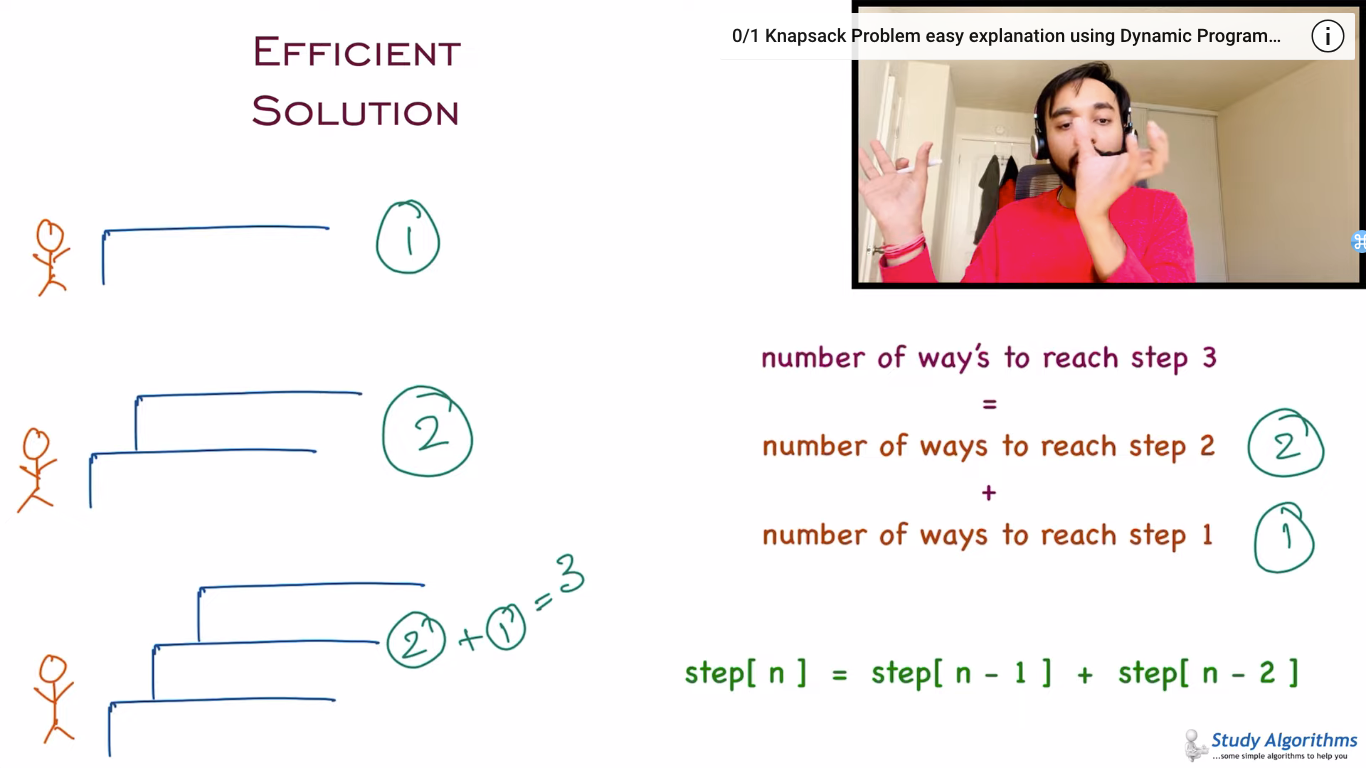 EFFICIENT
SOLUTION
0/1 Knapsack Problem easy explanation using Dynamic Program...
i
1
2
2 + 1 = 3
number of way's to reach step 3
=
number of ways to reach step 2 2
+
number of ways to reach step 1 1
step[ n ] = step[ n - 1 ] + step[ n - 2 ]
Study Algorithms
...some simple algorithms to help you